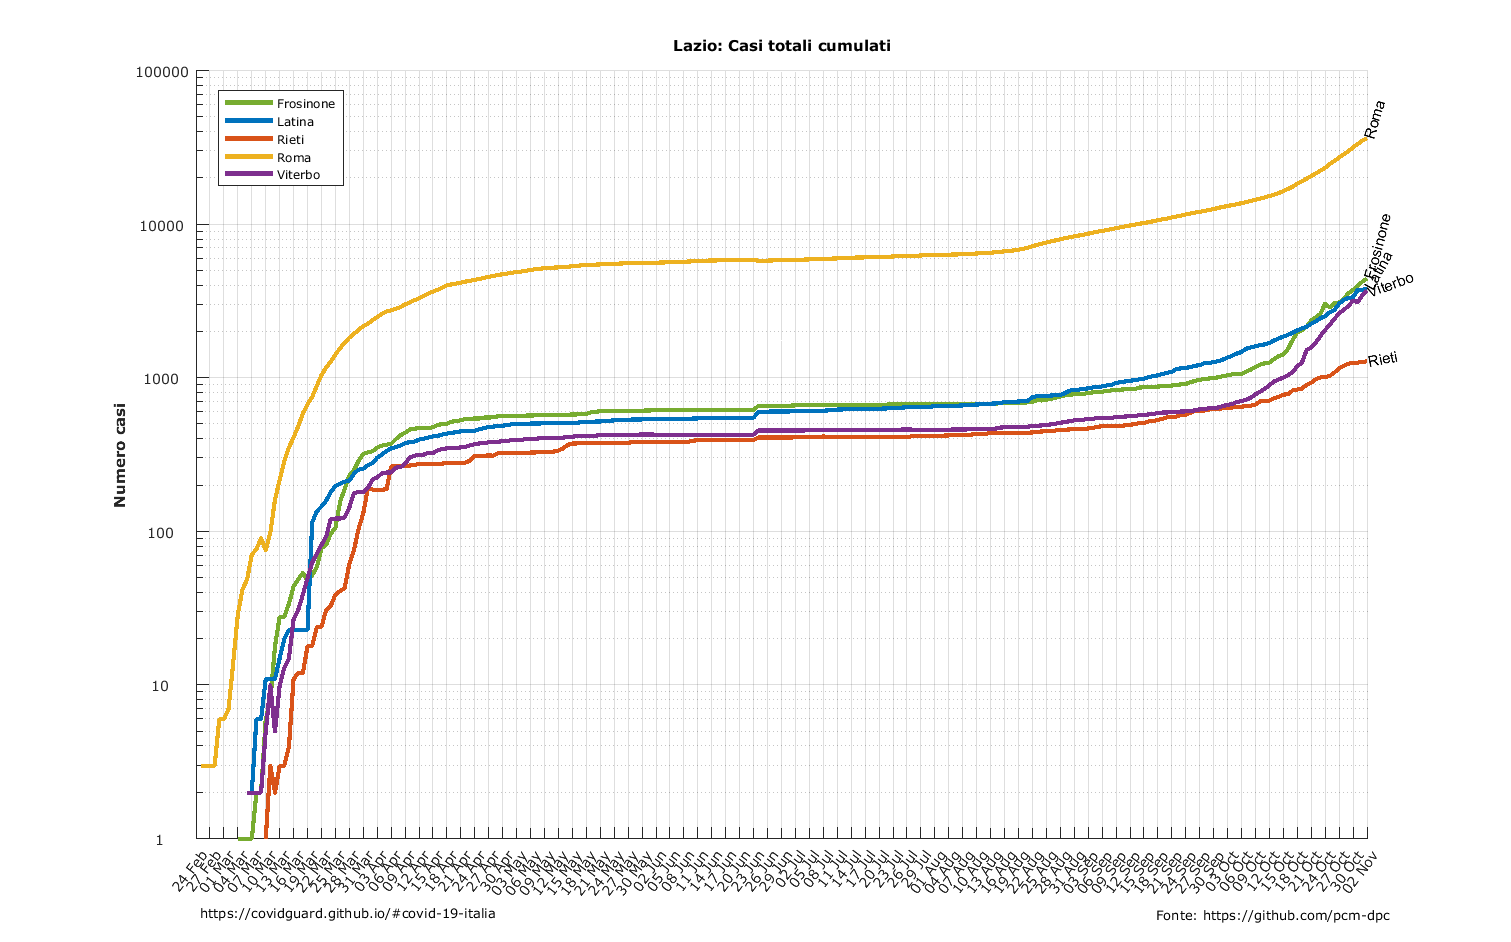 Lazio: Casi totali cumulati
100000
10000
1000
100
10
1
Numero casi
Frosinone
Latina
Rieti
Roma
Viterbo
Roma
Frosinone
Latina
Viterbo
Rieti
24 Feb
27 Feb
01 Mar
04 Mar
07 Mar
10 Mar
13 Mar
16 Mar
19 Mar
22 Mar
25 Mar
28 Mar
31 Mar
03 Apr
06 Apr
09 Apr
12 Apr
15 Apr
18 Apr
21 Apr
24 Apr
27 Apr
30 Apr
03 May
06 May
09 May
12 May
15 May
18 May
21 May
24 May
27 May
30 May
02 Jun
05 Jun
08 Jun
11 Jun
14 Jun
17 Jun
20 Jun
23 Jun
26 Jun
29 Jun
02 Jul
05 Jul
08 Jul
11 Jul
14 Jul
17 Jul
20 Jul
23 Jul
26 Jul
29 Jul
01 Aug
04 Aug
07 Aug
10 Aug
13 Aug
16 Aug
19 Aug
22 Aug
25 Aug
28 Aug
31 Aug
03 Sep
06 Sep
09 Sep
12 Sep
15 Sep
18 Sep
21 Sep
24 Sep
27 Sep
30 Sep
03 Oct
06 Oct
09 Oct
12 Oct
15 Oct
18 Oct
21 Oct
24 Oct
27 Oct
30 Oct
02 Nov
https://covidguard.github.io/#covid-19-italia
Fonte: https://github.com/pcm-dpc